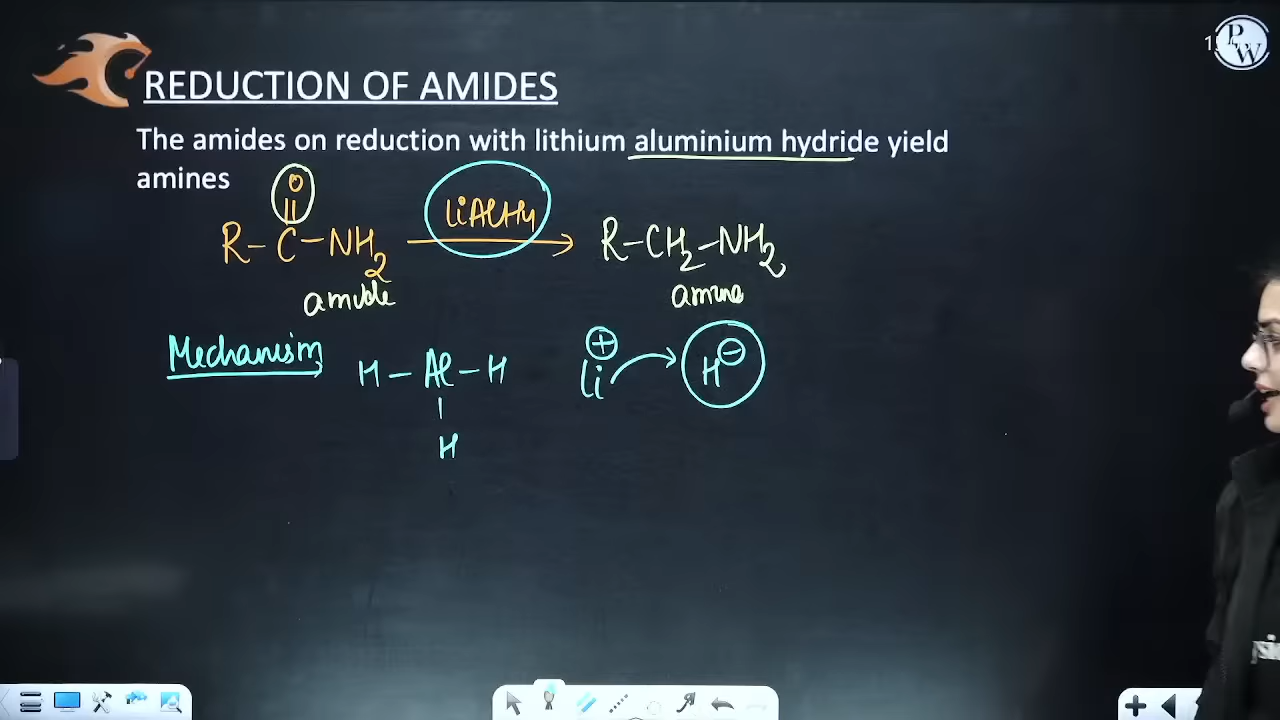 REDUCTION OF AMIDES
The amides on reduction with lithium aluminium hydride yield
amines
O
||
R-C-NH2 LiAlH4 R-CH2-NH2
amide amine
Mechanism H-Al-H Li⊕ H⊖
|
H
P
W